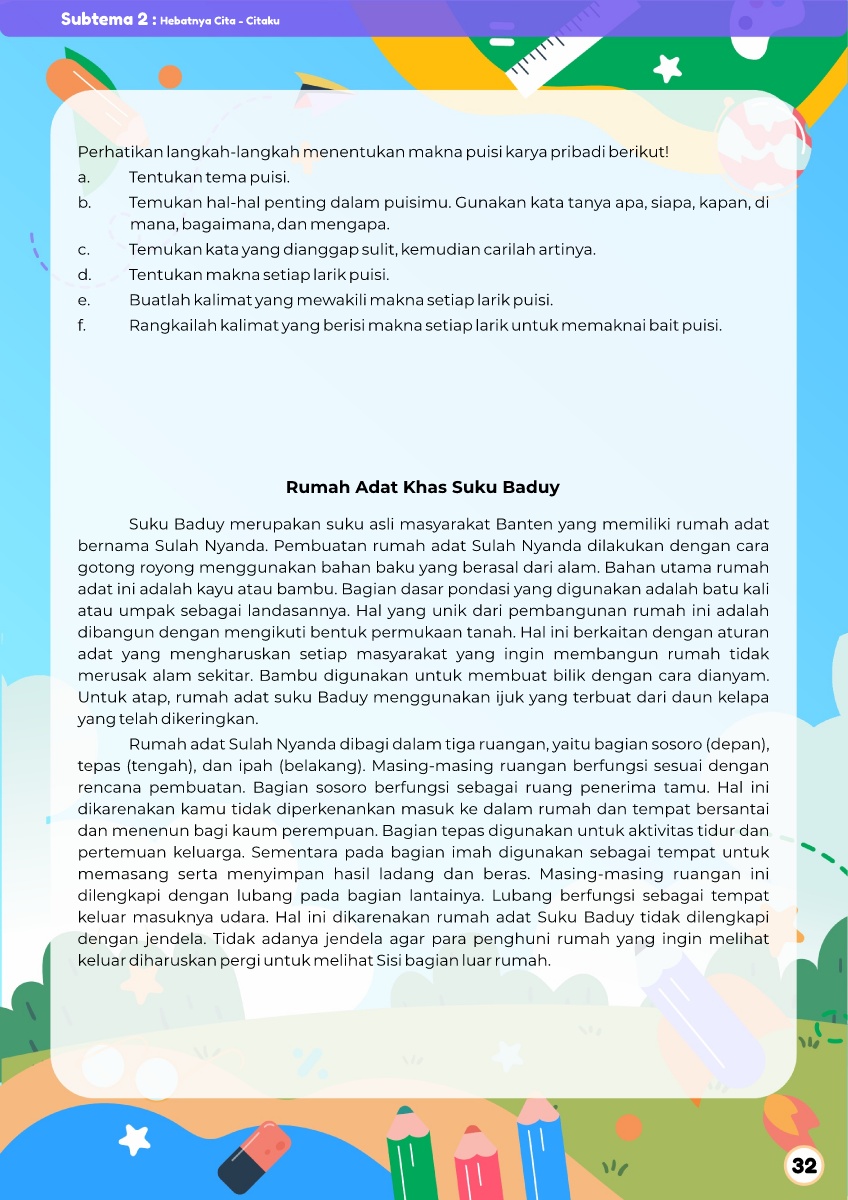 Subtema 2 : Hebatnya Cita - Citaku
Perhatikan langkah-langkah menentukan makna puisi karya pribadi berikut!
a. Tentukan tema puisi.
b. Temukan hal-hal penting dalam puisimu. Gunakan kata tanya apa, siapa, kapan, di
mana, bagaimana, dan mengapa.
c. Temukan kata yang dianggap sulit, kemudian carilah artinya.
d. Tentukan makna setiap larik puisi.
e. Buatlah kalimat yang mewakili makna setiap larik puisi.
f. Rangkailah kalimat yang berisi makna setiap larik untuk memaknai bait puisi.
Rumah Adat Khas Suku Baduy
Suku Baduy merupakan suku asli masyarakat Banten yang memiliki rumah adat
bernama Sulah Nyanda. Pembuatan rumah adat Sulah Nyanda dilakukan dengan cara
gotong royong menggunakan bahan baku yang berasal dari alam. Bahan utama rumah
adat ini adalah kayu atau bambu. Bagian dasar pondasi yang digunakan adalah batu kali
atau umpak sebagai landasannya. Hal yang unik dari pembangunan rumah ini adalah
dibangun dengan mengikuti bentuk permukaan tanah. Hal ini berkaitan dengan aturan
adat yang mengharuskan setiap masyarakat yang ingin membangun rumah tidak
merusak alam sekitar. Bambu digunakan untuk membuat bilik dengan cara dianyam.
Untuk atap, rumah adat suku Baduy menggunakan ijuk yang terbuat dari daun kelapa
yang telah dikeringkan.
Rumah adat Sulah Nyanda dibagi dalam tiga ruangan, yaitu bagian sosoro (depan),
tepas (tengah), dan ipah (belakang). Masing-masing ruangan berfungsi sesuai dengan
rencana pembuatan. Bagian sosoro berfungsi sebagai ruang penerima tamu. Hal ini
dikarenakan kamu tidak diperkenankan masuk ke dalam rumah dan tempat bersantai
dan menenun bagi kaum perempuan. Bagian tepas digunakan untuk aktivitas tidur dan
pertemuan keluarga. Sementara pada bagian imah digunakan sebagai tempat untuk
memasang serta menyimpan hasil ladang dan beras. Masing-masing ruangan ini
dilengkapi dengan lubang pada bagian lantainya. Lubang berfungsi sebagai tempat
keluar masuknya udara. Hal ini dikarenakan rumah adat Suku Baduy tidak dilengkapi
dengan jendela. Tidak adanya jendela agar para penghuni rumah yang ingin melihat
keluar diharuskan pergi untuk melihat Sisi bagian luar rumah.
32